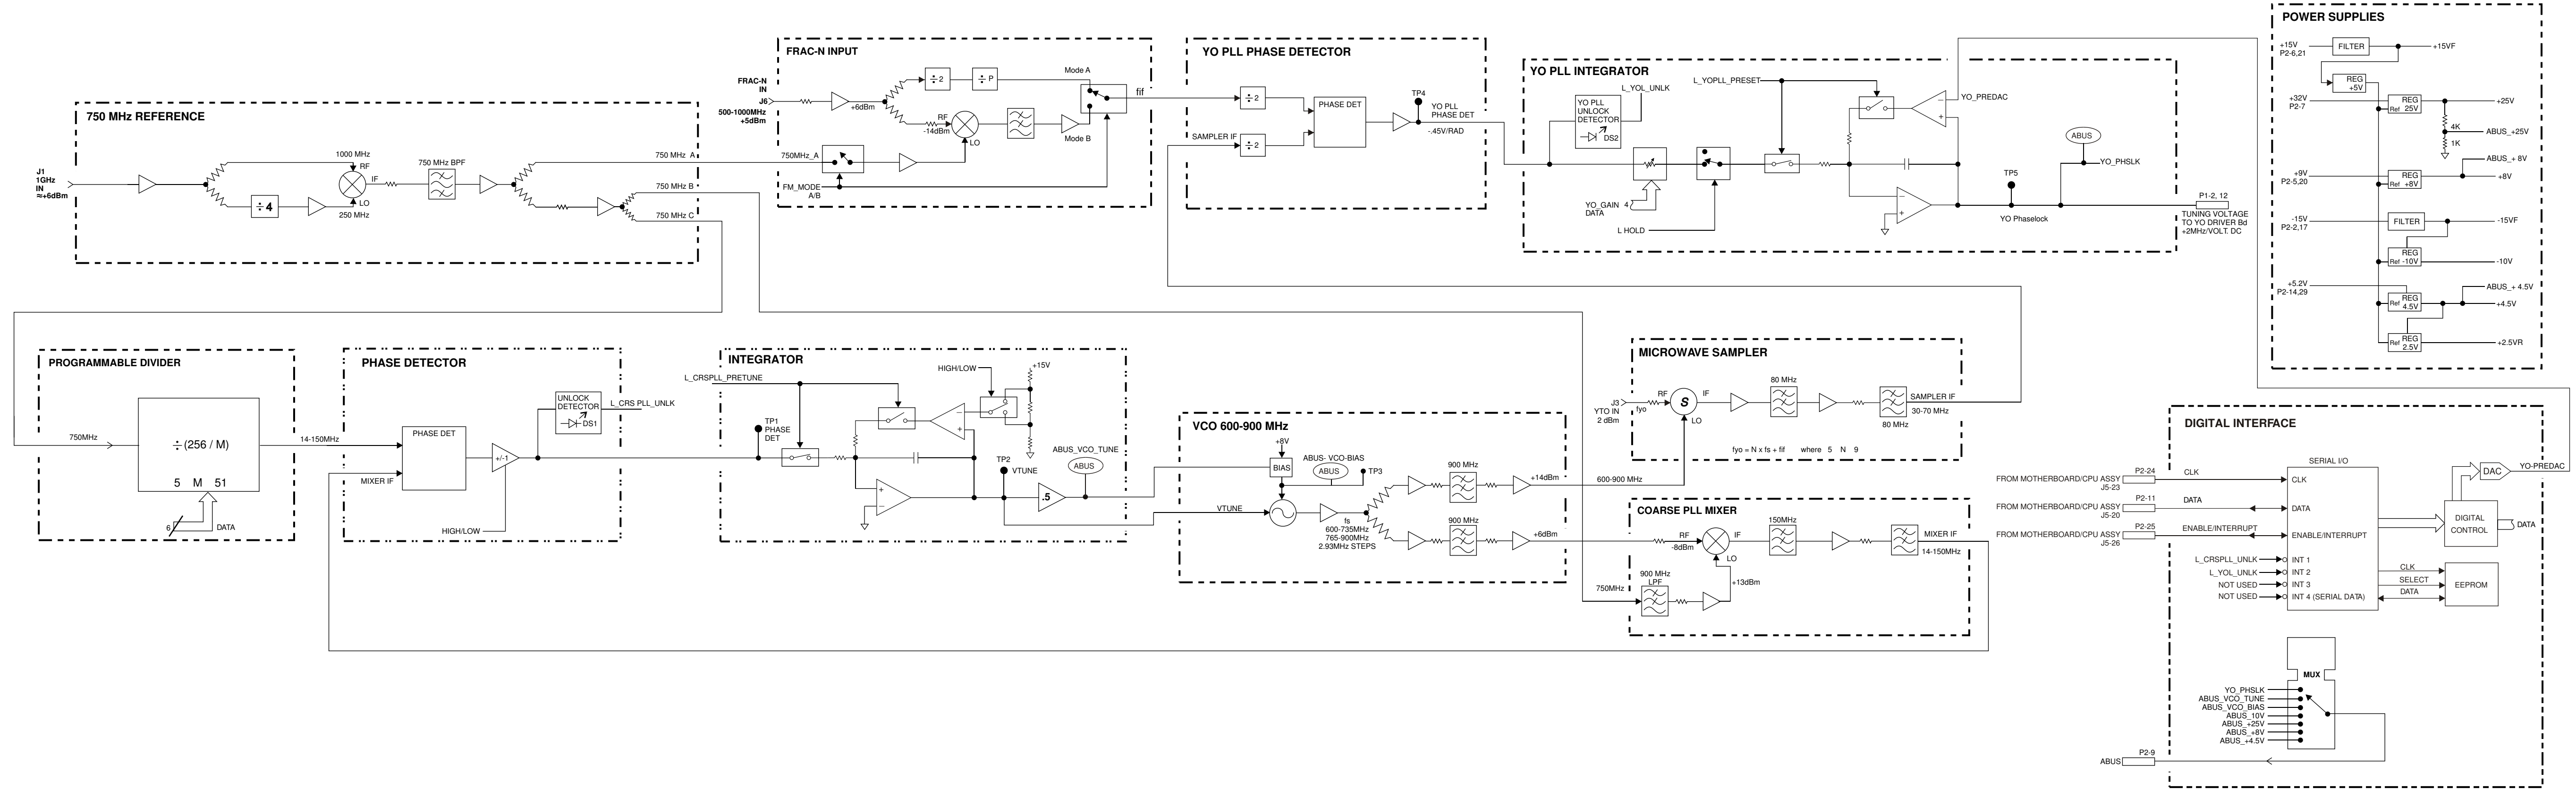 750 MHz REFERENCE
J1
1GHz
IN
≈+6dBm
÷4
1000 MHz
RF
IF
LO
250 MHz
750 MHz BPF
750 MHz A
750 MHz B
750 MHz C
FRAC-N INPUT
FRAC-N
IN
J6
500-1000MHz
+5dBm
+6dBm
÷2
÷P
Mode A
RF
-14dBm
LO
Mode B
fif
750MHz_A
FM_MODE
A/B
YO PLL PHASE DETECTOR
÷2
SAMPLER IF
÷2
PHASE DET
TP4
YO PLL
PHASE DET
-.45V/RAD
YO PLL INTEGRATOR
L_YOPLL_PRESET
L_YOL_UNLK
YO PLL
UNLOCK
DETECTOR
DS2
YO_GAIN 4
DATA
L HOLD
−
+
YO_PREDAC
−
+
TP5
YO Phaselock
ABUS
YO_PHSLK
P1-2, 12
TUNING VOLTAGE
TO YO DRIVER Bd
+2MHz/VOLT. DC
POWER SUPPLIES
+15V
P2-6,21
FILTER
+15VF
REG
+5V
+32V
P2-7
REG
Ref 25V
+25V
4K
ABUS_+25V
1K
+9V
P2-5,20
REG
Ref +8V
ABUS_+ 8V
+8V
-15V
P2-2,17
FILTER
-15VF
REG
Ref -10V
-10V
+5.2V
P2-14,29
REG
Ref 4.5V
ABUS_+ 4.5V
+4.5V
REG
Ref 2.5V
+2.5VR
PROGRAMMABLE DIVIDER
750MHz
÷(256 / M)
5 M 51
6
DATA
14-150MHz
PHASE DETECTOR
PHASE DET
MIXER IF
+/-1
HIGH/LOW
UNLOCK
DETECTOR
DS1
L_CRS PLL_UNLK
INTEGRATOR
L_CRSPLL_PRETUNE
HIGH/LOW
+15V
TP1
PHASE
DET
−
+
+
−
TP2
VTUNE
.5
ABUS_VCO_TUNE
ABUS
VCO 600-900 MHz
+8V
BIAS
ABUS- VCO-BIAS
ABUS
TP3
VTUNE
fs
600-735MHz
765-900MHz
2.93MHz STEPS
900 MHz
+14dBm
900 MHz
+6dBm
600-900 MHz
MICROWAVE SAMPLER
J3
YTO IN
2 dBm
RF
fyo
S
IF
LO
80 MHz
80 MHz
SAMPLER IF
30-70 MHz
fyo = N x fs + fif where 5 N 9
COARSE PLL MIXER
RF
-8dBm
IF
LO
+13dBm
150MHz
MIXER IF
14-150MHz
750MHz
900 MHz
LPF
DIGITAL INTERFACE
SERIAL I/O
FROM MOTHERBOARD/CPU ASSY
J5-23
P2-24
CLK
CLK
FROM MOTHERBOARD/CPU ASSY
J5-20
P2-11
DATA
DATA
FROM MOTHERBOARD/CPU ASSY
J5-26
P2-25
ENABLE/INTERRUPT
ENABLE/INTERRUPT
L_CRSPLL_UNLK
INT 1
L_YOL_UNLK
INT 2
NOT USED
INT 3
NOT USED
INT 4 (SERIAL DATA)
DAC
YO-PREDAC
DIGITAL
CONTROL
DATA
CLK
SELECT
DATA
EEPROM
MUX
YO_PHSLK
ABUS_VCO_TUNE
ABUS_VCO_BIAS
ABUS_10V
ABUS_+25V
ABUS_+8V
ABUS_+4.5V
P2-9
ABUS